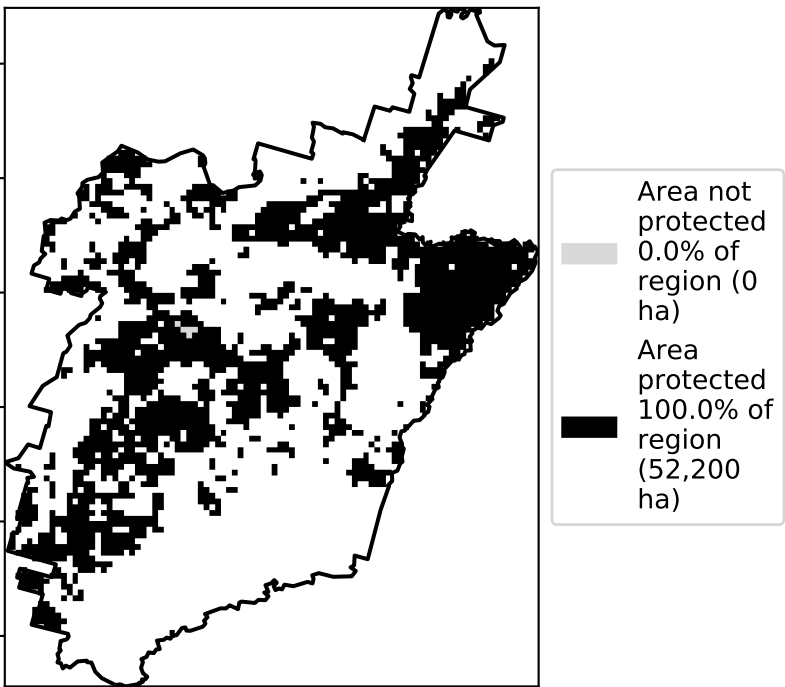 Area not
protected
0.0% of
region (0
ha)
Area
protected
100.0% of
region
(52,200
ha)